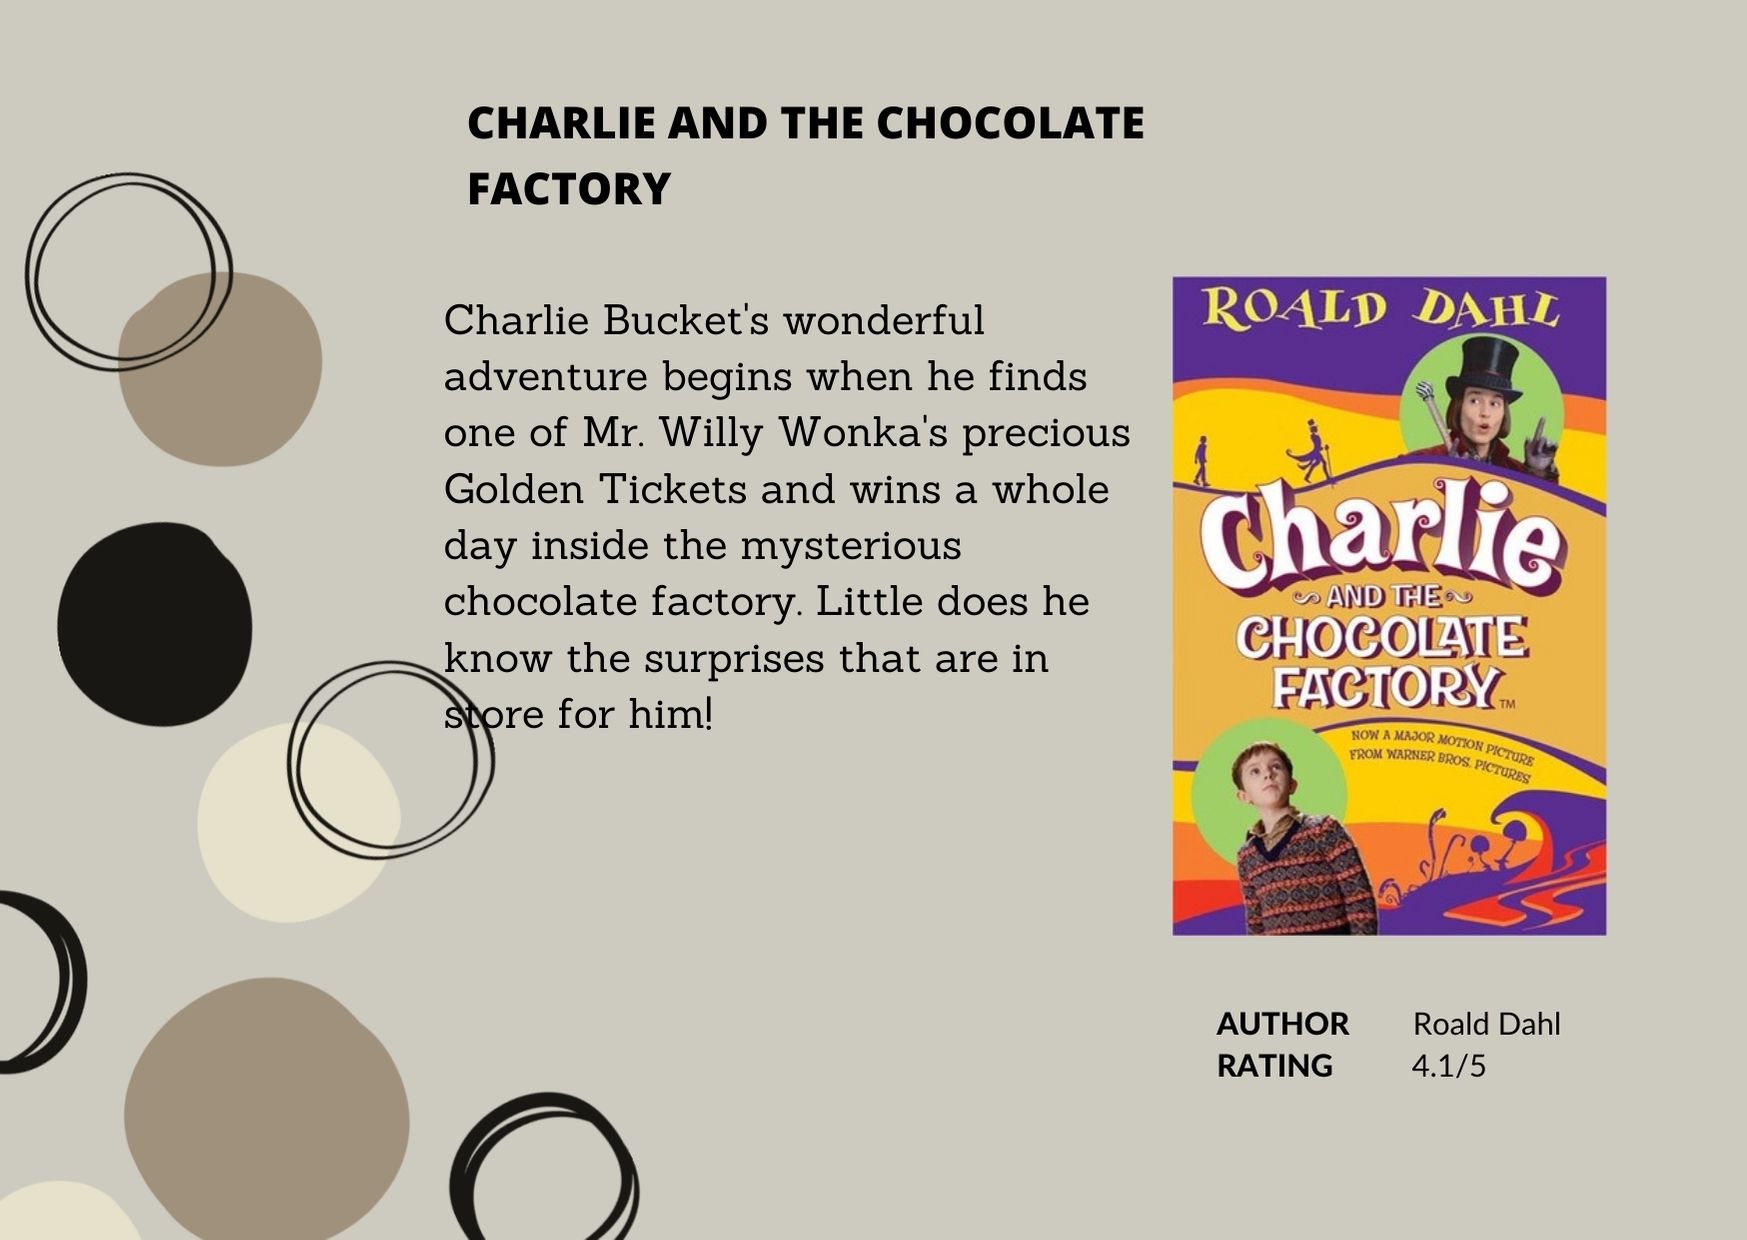 CHARLIE AND THE CHOCOLATE
FACTORY
Charlie Bucket's wonderful
adventure begins when he finds
one of Mr. Willy Wonka's precious
Golden Tickets and wins a whole
day inside the mysterious
chocolate factory. Little does he
know the surprises that are in
store for him!
ROALD DAHL
Charlie
AND THE
CHOCOLATE
FACTORY™
NOW A MAJOR MOTION PICTURE
FROM WARNER BROS. PICTURES
AUTHOR Roald Dahl
RATING 4.1/5